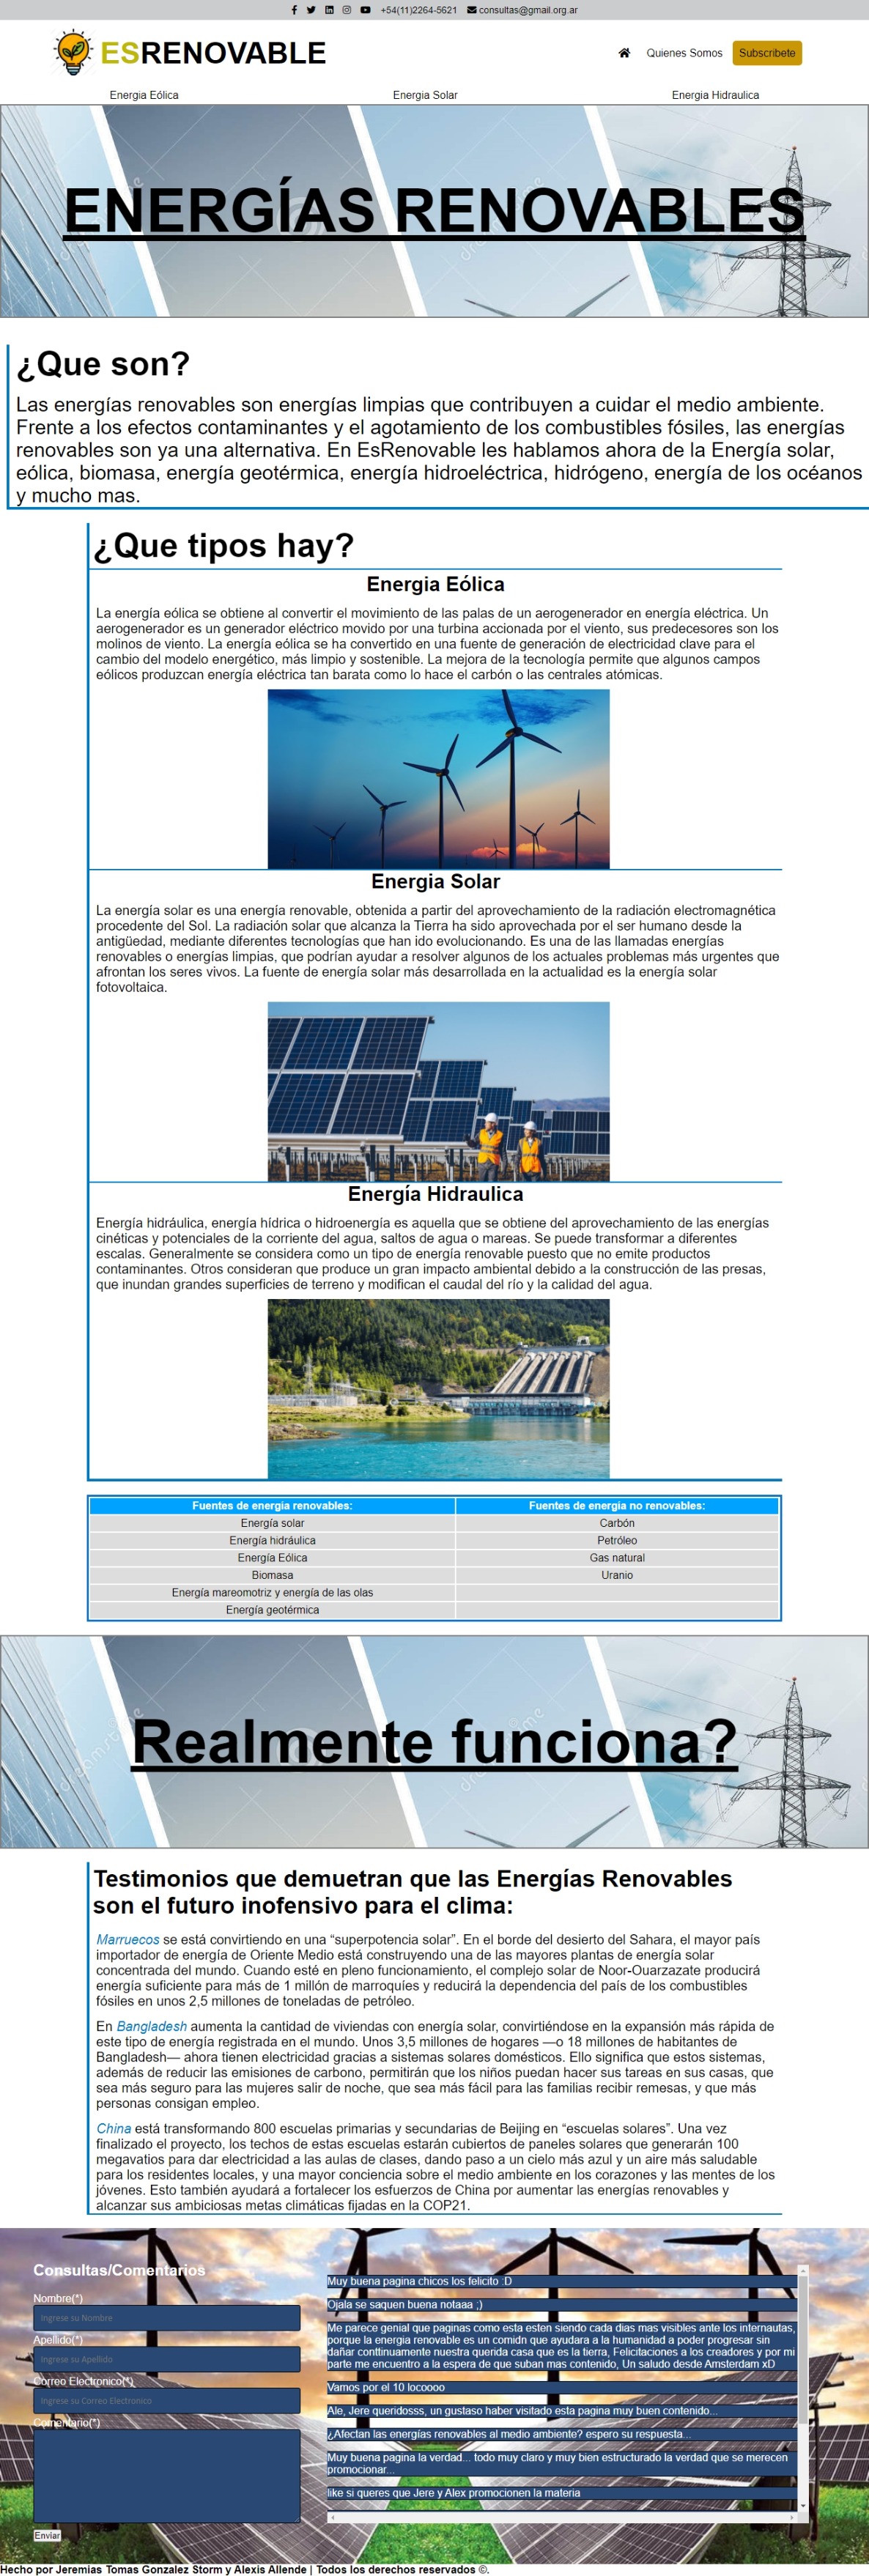 +54(11)2264-5621 consultas@gmail.org.ar
ESRENOVABLE
Quienes Somos Subscribete
Energia Eólica Energia Solar Energia Hidraulica
ENERGÍAS RENOVABLES
¿Que son?
Las energías renovables son energías limpias que contribuyen a cuidar el medio ambiente.
Frente a los efectos contaminantes y el agotamiento de los combustibles fósiles, las energías
renovables son ya una alternativa. En EsRenovable les hablamos ahora de la Energía solar,
eólica, biomasa, energía geotérmica, energía hidroeléctrica, hidrógeno, energía de los océanos
y mucho mas.
¿Que tipos hay?
Energia Eólica
La energía eólica se obtiene al convertir el movimiento de las palas de un aerogenerador en energía eléctrica. Un
aerogenerador es un generador eléctrico movido por una turbina accionada por el viento, sus predecesores son los
molinos de viento. La energía eólica se ha convertido en una fuente de generación de electricidad clave para el
cambio del modelo energético, más limpio y sostenible. La mejora de la tecnología permite que algunos campos
eólicos produzcan energía eléctrica tan barata como lo hace el carbón o las centrales atómicas.
Energia Solar
La energía solar es una energía renovable, obtenida a partir del aprovechamiento de la radiación electromagnética
procedente del Sol. La radiación solar que alcanza la Tierra ha sido aprovechada por el ser humano desde la
antigüedad, mediante diferentes tecnologías que han ido evolucionando. Es una de las llamadas energías
renovables o energías limpias, que podrían ayudar a resolver algunos de los actuales problemas más urgentes que
afrontan los seres vivos. La fuente de energía solar más desarrollada en la actualidad es la energía solar
fotovoltaica.
Energía Hidraulica
Energía hidráulica, energía hídrica o hidroenergía es aquella que se obtiene del aprovechamiento de las energías
cinéticas y potenciales de la corriente del agua, saltos de agua o mareas. Se puede transformar a diferentes
escalas. Generalmente se considera como un tipo de energía renovable puesto que no emite productos
contaminantes. Otros consideran que produce un gran impacto ambiental debido a la construcción de las presas,
que inundan grandes superficies de terreno y modifican el caudal del río y la calidad del agua.
Fuentes de energía renovables: Fuentes de energía no renovables:
Energía solar Carbón
Energía hidráulica Petróleo
Energía Eólica Gas natural
Biomasa Uranio
Energía mareomotriz y energía de las olas
Energía geotérmica
Realmente funciona?
dreamstime
Testimonios que demuetran que las Energías Renovables
son el futuro inofensivo para el clima:
Marruecos se está convirtiendo en una “superpotencia solar”. En el borde del desierto del Sahara, el mayor país
importador de energía de Oriente Medio está construyendo una de las mayores plantas de energía solar
concentrada del mundo. Cuando esté en pleno funcionamiento, el complejo solar de Noor-Ouarzazate producirá
energía suficiente para más de 1 millón de marroquíes y reducirá la dependencia del país de los combustibles
fósiles en unos 2,5 millones de toneladas de petróleo.
En Bangladesh aumenta la cantidad de viviendas con energía solar, convirtiéndose en la expansión más rápida de
este tipo de energía registrada en el mundo. Unos 3,5 millones de hogares —o 18 millones de habitantes de
Bangladesh— ahora tienen electricidad gracias a sistemas solares domésticos. Ello significa que estos sistemas,
además de reducir las emisiones de carbono, permitirán que los niños puedan hacer sus tareas en sus casas, que
sea más seguro para las mujeres salir de noche, que sea más fácil para las familias recibir remesas, y que más
personas consigan empleo.
China está transformando 800 escuelas primarias y secundarias de Beijing en “escuelas solares”. Una vez
finalizado el proyecto, los techos de estas escuelas estarán cubiertos de paneles solares que generarán 100
megavatios para dar electricidad a las aulas de clases, dando paso a un cielo más azul y un aire más saludable
para los residentes locales, y una mayor conciencia sobre el medio ambiente en los corazones y las mentes de los
jóvenes. Esto también ayudará a fortalecer los esfuerzos de China por aumentar las energías renovables y
alcanzar sus ambiciosas metas climáticas fijadas en la COP21.
Consultas/Comentarios
Nombre(*)
Ingrese su Nombre
Apellido(*)
Ingrese su Apellido
Correo Electronico(*)
Ingrese su Correo Electronico
Comentario(*)
Enviar
Muy buena pagina chicos los felicito :D
Ojala se saquen buena notaaa ;)
Me parece genial que paginas como esta esten siendo cada dias mas visibles ante los internautas,
porque la energia renovable es un comidn que ayudara a la humanidad a poder progresar sin
dañar conttinuamente nuestra querida casa que es la tierra, Felicitaciones a los creadores y por mi
parte me encuentro a la espera de que suban mas contenido, Un saludo desde Amsterdam xD
Vamos por el 10 locoooo
Ale, Jere queridosss, un gustaso haber visitado esta pagina muy buen contenido...
¿Afectan las energías renovables al medio ambiente? espero su respuesta...
Muy buena pagina la verdad... todo muy claro y muy bien estructurado la verdad que se merecen
promocionar...
like si queres que Jere y Alex promocionen la materia
Hecho por Jeremias Tomas Gonzalez Storm y Alexis Allende | Todos los derechos reservados ©.